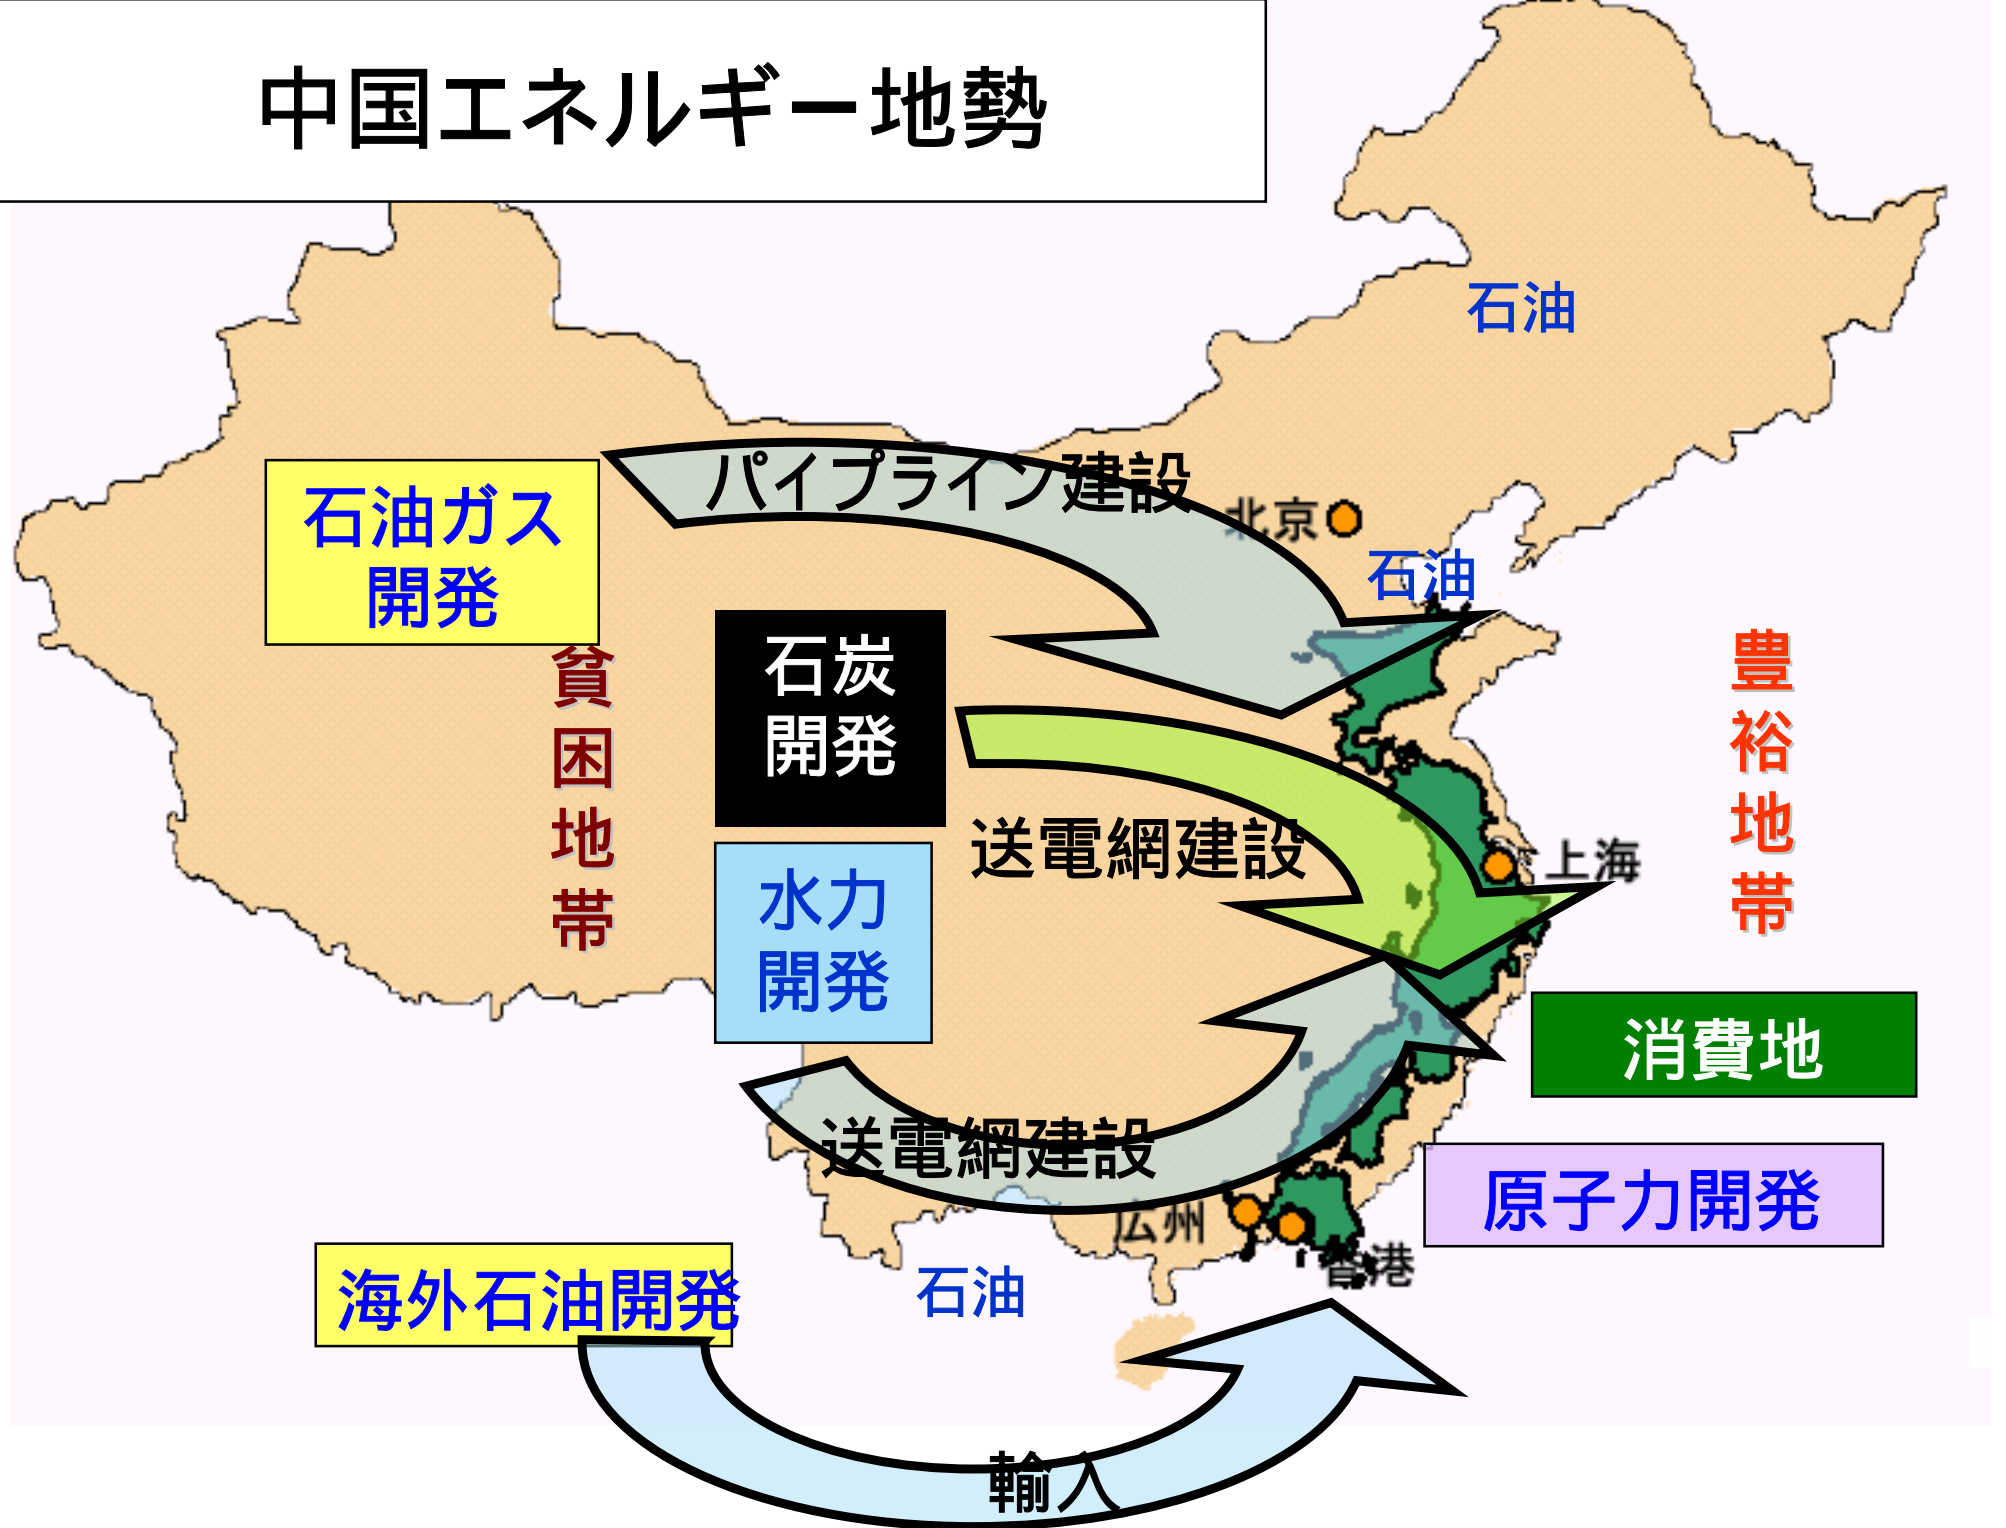 中国エネルギー地勢
石油
パイプライン建設
石油ガス
開発
北京
石油
石炭
開発
貧
困
地
帯
豊
裕
地
帯
送電網建設
上海
水力
開発
消費地
送電網建設
原子力開発
広州
香港
海外石油開発
石油
輸入